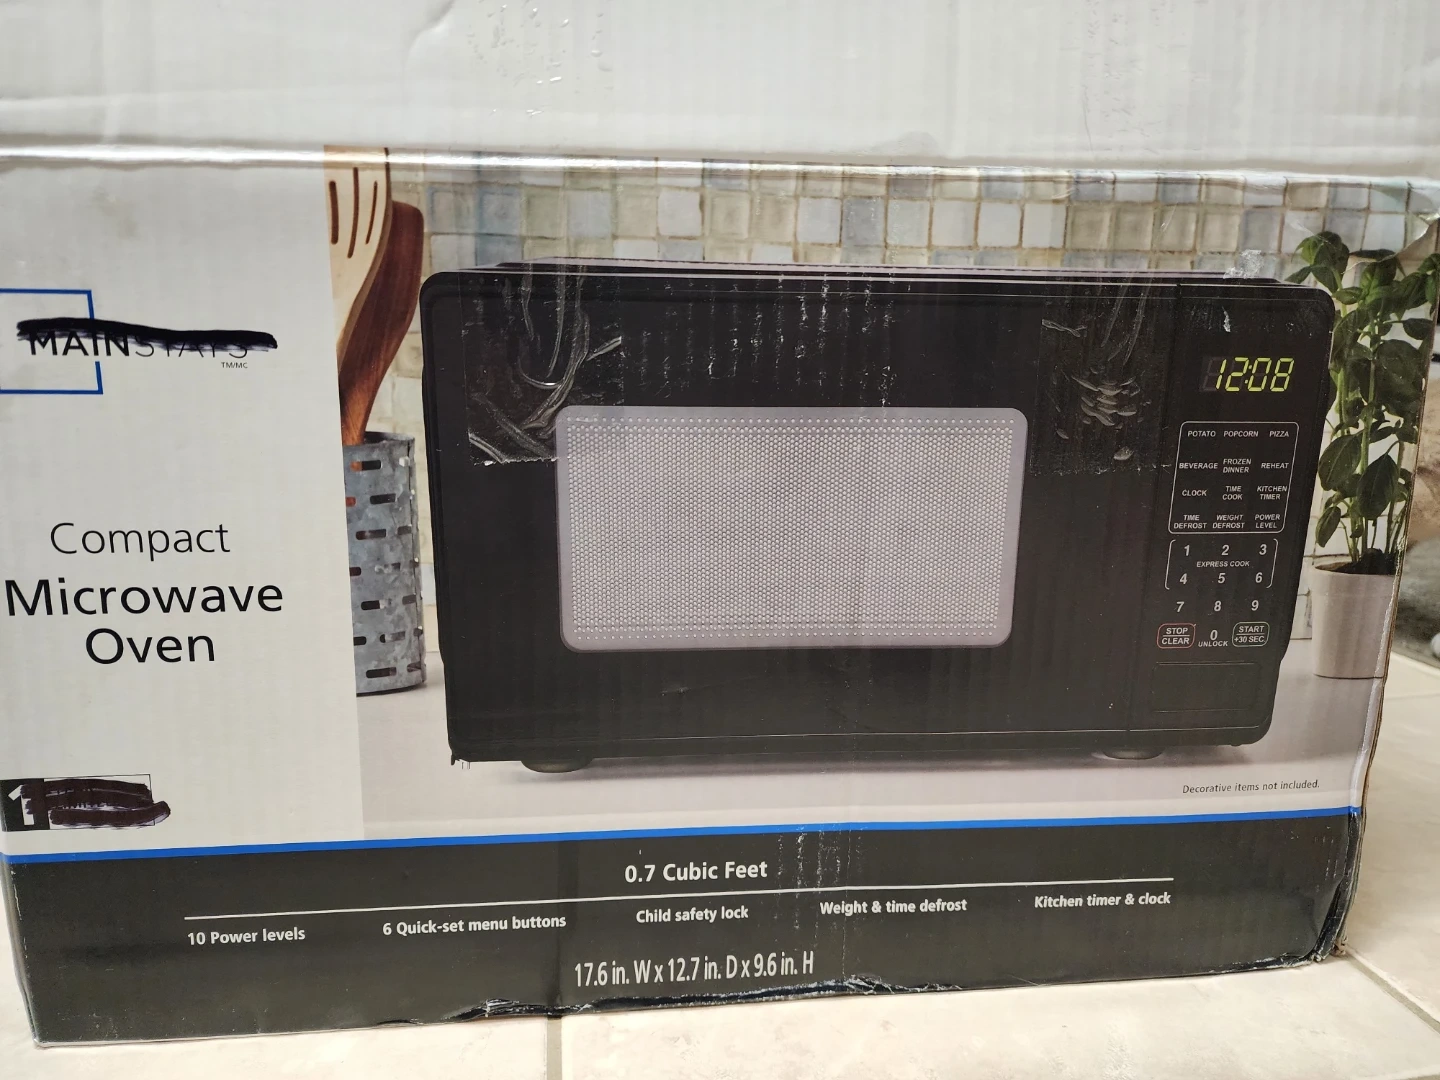 MAINSTAYS
TM/MC
Compact
Microwave
Oven
12:08
POTATO POPCORN PIZZA
BEVERAGE FROZEN DINNER REHEAT
CLOCK TIME COOK KITCHEN TIMER
TIME DEFROST WEIGHT DEFROST POWER LEVEL
1 2 3
EXPRESS COOK
4 5 6
7 8 9
STOP CLEAR 0 UNLOCK START +30 SEC.
Decorative items not included.
0.7 Cubic Feet
10 Power levels
6 Quick-set menu buttons
Child safety lock
Weight & time defrost
Kitchen timer & clock
17.6 in. W x 12.7 in. D x 9.6 in. H